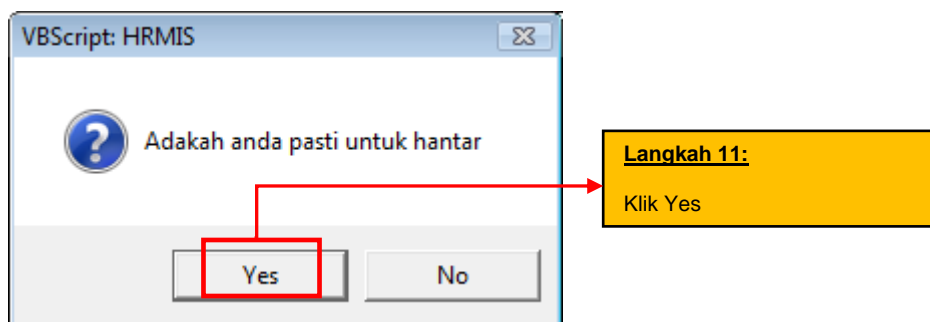 VBScript: HRMIS
Adakah anda pasti untuk hantar
Yes
No
Langkah 11:
Klik Yes